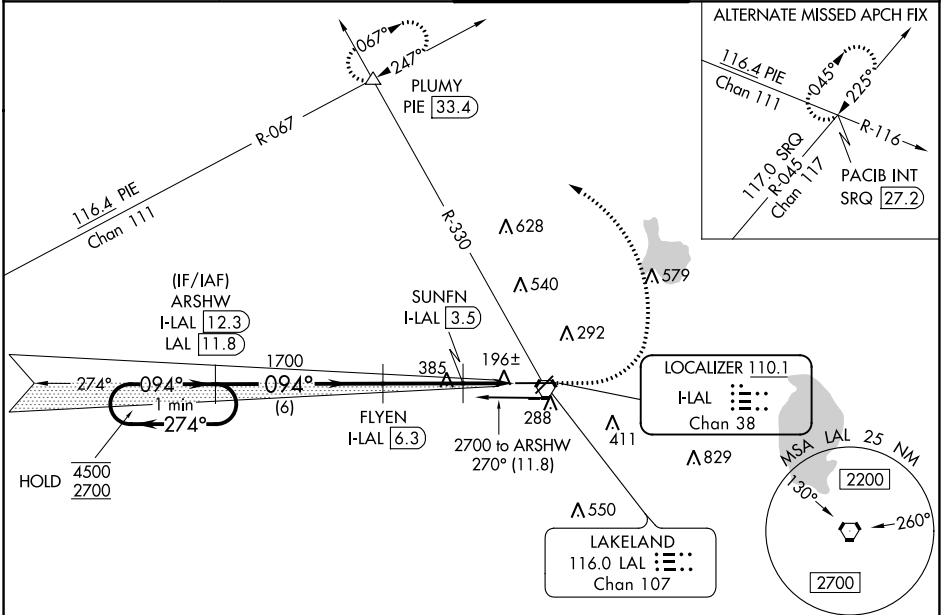 ALTERNATE MISSED APCH FIX
116.4 PIE
Chan 111
045°
225°
R-116
117.0 SRQ
R-045
Chan 117
PACIB INT
SRQ 27.2
067°
247°
PLUMY
PIE 33.4
R-067
116.4 PIE
Chan 111
R-330
628
540
579
292
(IF/IAF)
ARSHW
I-LAL 12.3
LAL 11.8
SUNFN
I-LAL 3.5
1700
385
196±
274°
094°
094°
1 min
(6)
274°
FLYEN
I-LAL 6.3
288
2700 to ARSHW
270° (11.8)
HOLD
4500
2700
LOCALIZER 110.1
I-LAL
Chan 38
411
829
550
LAKELAND
116.0 LAL
Chan 107
MSA LAL 25 NM
130°
2200
260°
2700